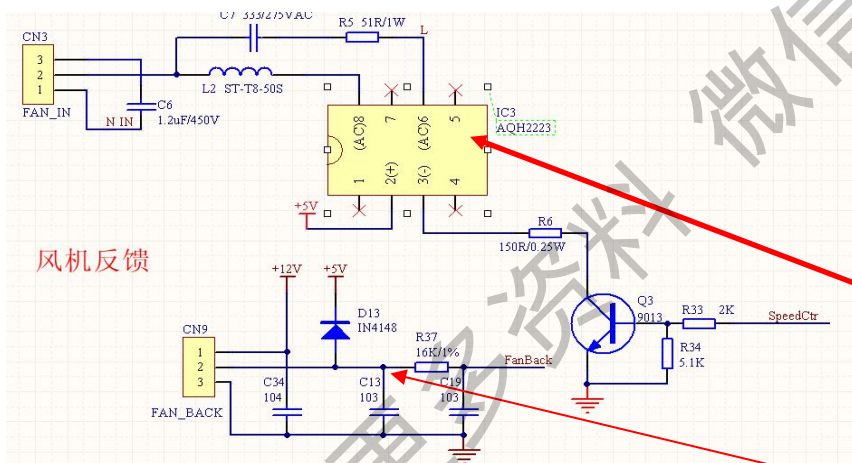 C7 333/275VAC
R5 51R/1W
L
CN3
3
2
1
FAN_IN
L2 ST-T8-50S
C6
1.2uF/450V
N IN
(AC)8
7
(AC)6
5
1
2(+)
3(-)
4
IC3
AQH2223
+5V
R6
150R/0.25W
风机反馈
+12V
+5V
D13
IN4148
Q3
9013
R33 2K
SpeedCtr
R34
5.1K
CN9
1
2
3
FAN_BACK
R37
16K/1%
FanBack
C34
104
C13
103
C19
103
更多资料 微信